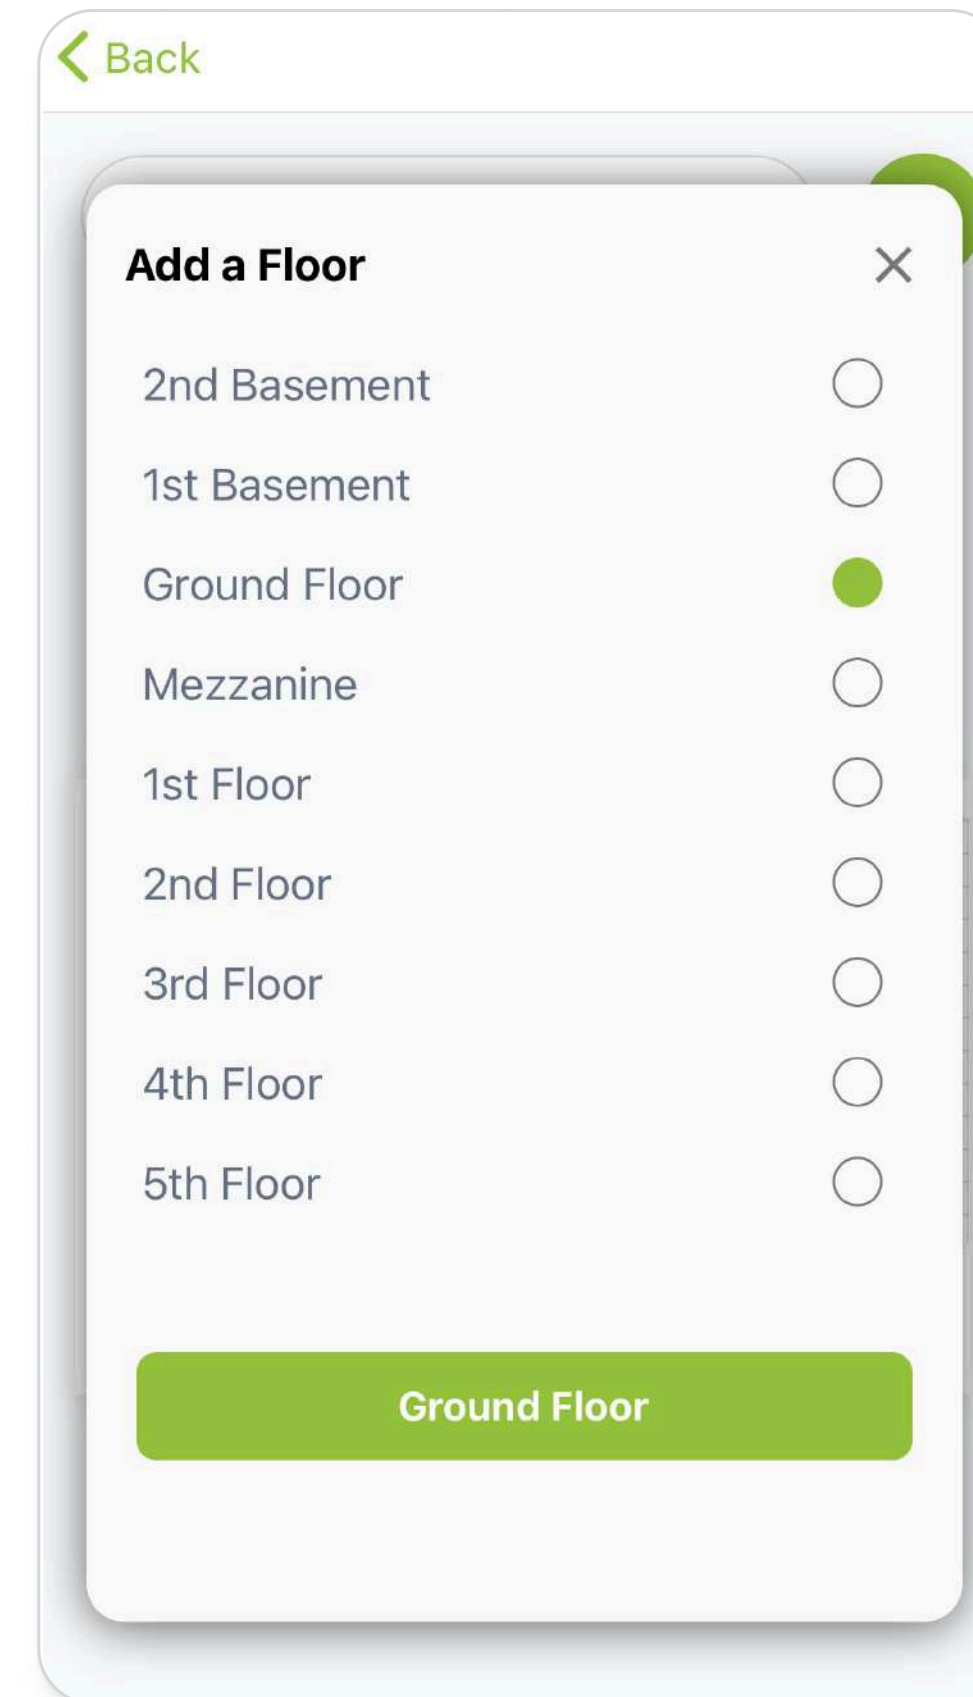 Back
Add a Floor
2nd Basement
1st Basement
Ground Floor
Mezzanine
1st Floor
2nd Floor
3rd Floor
4th Floor
5th Floor
Ground Floor